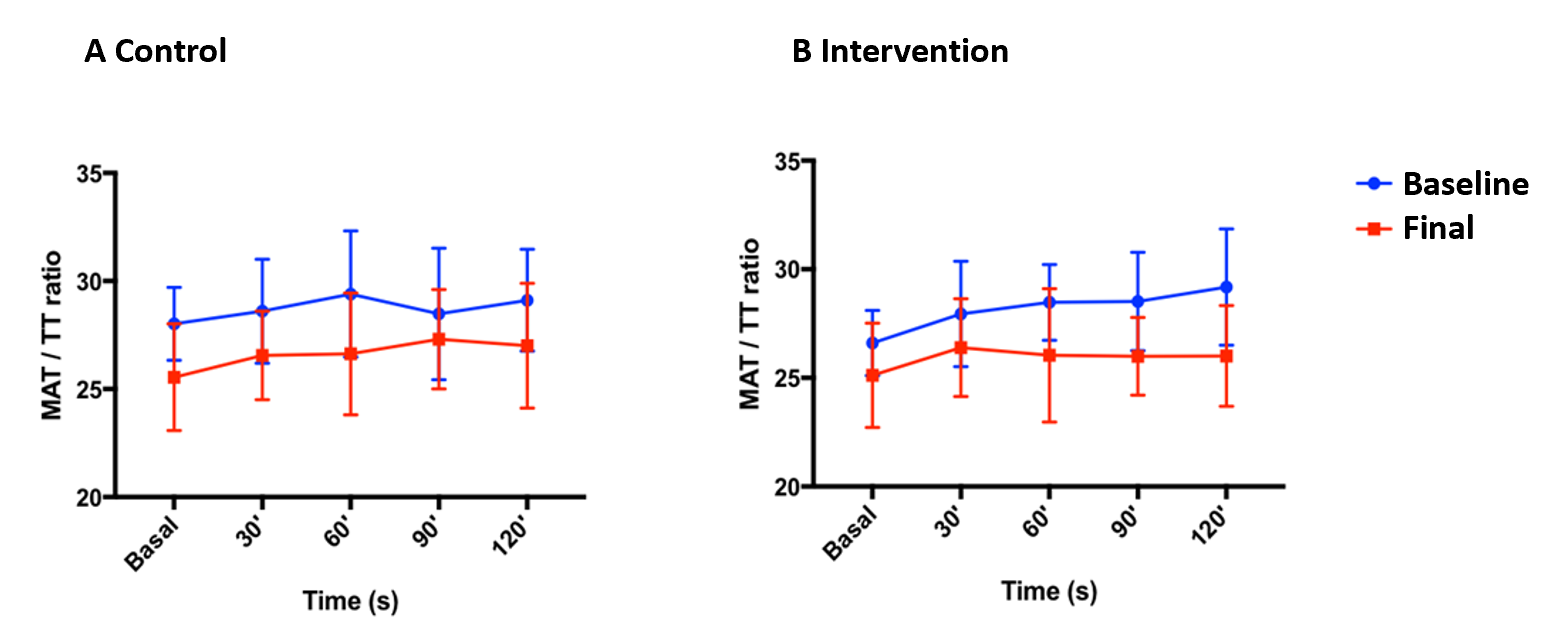 A Control
35
30
25
20
MAT / TT ratio
Basal
30'
60'
90'
120'
Time (s)
B Intervention
35
30
25
20
MAT / TT ratio
Basal
30'
60'
90'
120'
Time (s)
Baseline
Final